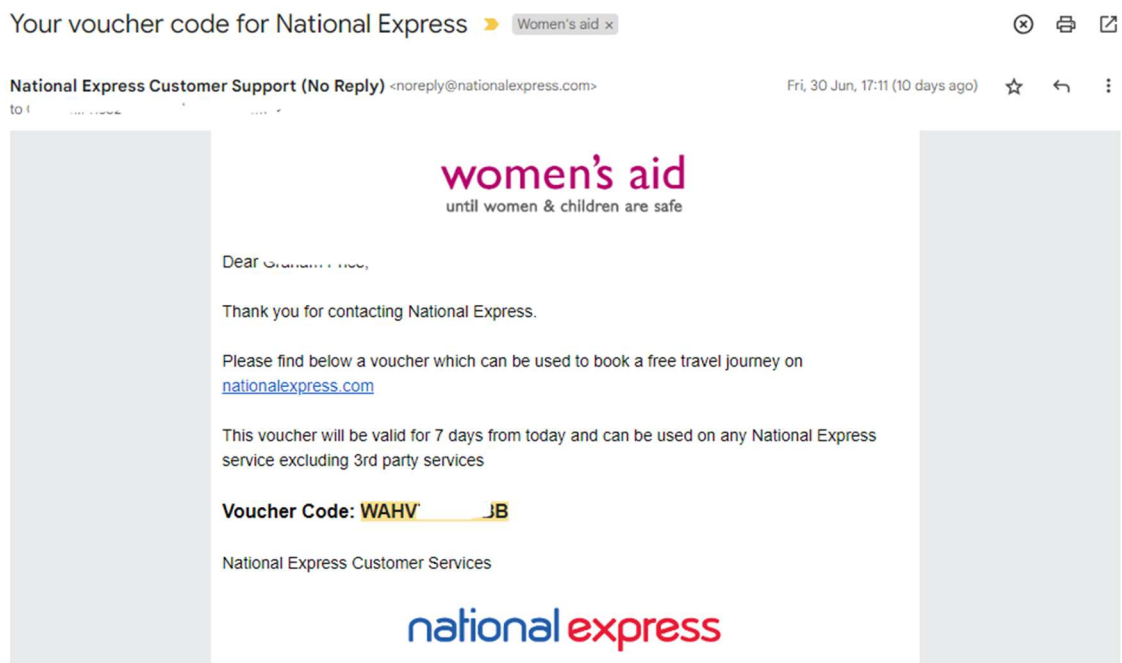 Your voucher code for National Express
Women's aid ×
National Express Customer Support (No Reply) <noreply@nationalexpress.com>
Fri, 30 Jun, 17:11 (10 days ago)
to
women's aid
until women & children are safe
Dear
Thank you for contacting National Express.
Please find below a voucher which can be used to book a free travel journey on
nationalexpress.com
This voucher will be valid for 7 days from today and can be used on any National Express
service excluding 3rd party services
Voucher Code: WAHV B
National Express Customer Services
national express